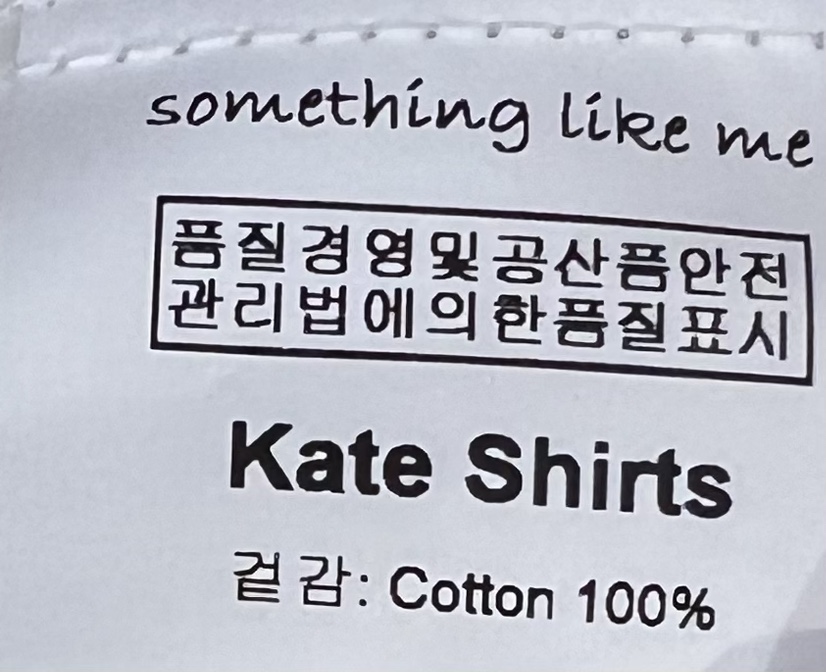 something like me
품질경영및공산품안전
관리법에의한품질표시
Kate Shirts
겉감: Cotton 100%